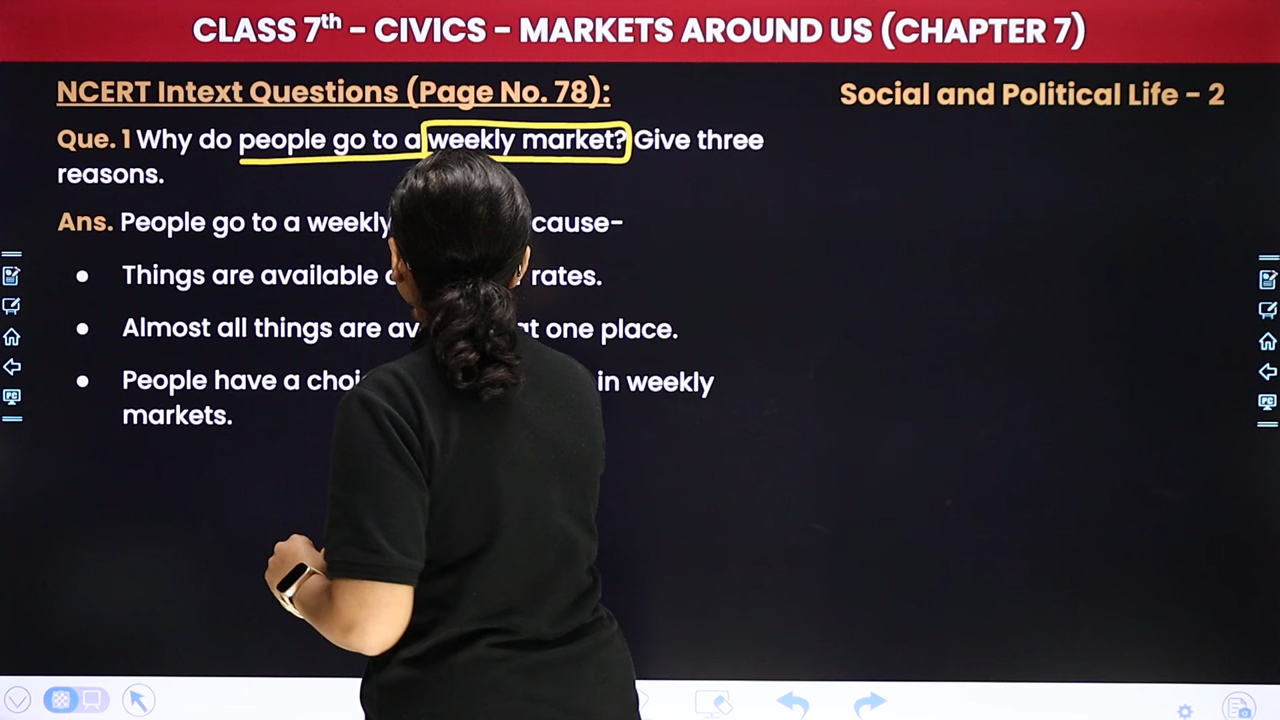 CLASS 7th - CIVICS - MARKETS AROUND US (CHAPTER 7)
NCERT Intext Questions (Page No. 78):
Social and Political Life - 2
Que. 1 Why do people go to a weekly market? Give three
reasons.
Ans. People go to a weekly cause-
Things are available rates.
Almost all things are at one place.
People have a in weekly
markets.